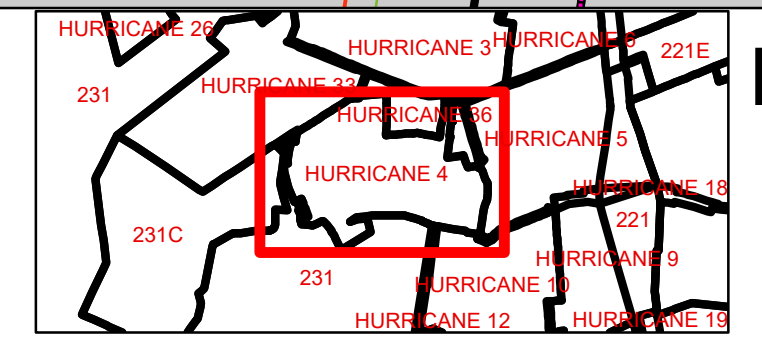 HURRICANE 26
HURRICANE 3
HURRICANE 6
221E
231
HURRICANE 33
HURRICANE 36
HURRICANE 5
HURRICANE 4
HURRICANE 18
231C
221
HURRICANE 9
231
HURRICANE 10
HURRICANE 12
HURRICANE 19